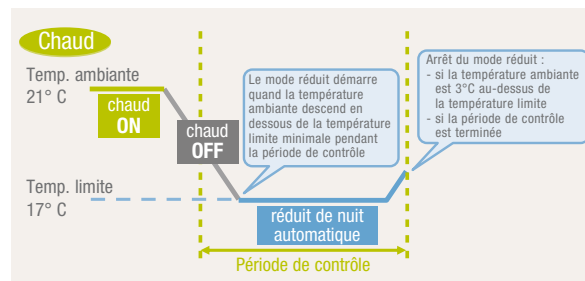 Chaud
Temp. ambiante
21° C
chaud
ON
chaud
OFF
Le mode réduit démarre
quand la température
ambiante descend en
dessous de la température
limite minimale pendant
la période de contrôle
Arrêt du mode réduit :
- si la température ambiante
est 3°C au-dessus de
la température limite
- si la période de contrôle
est terminée
Temp. limite
17° C
réduit de nuit
automatique
Période de contrôle